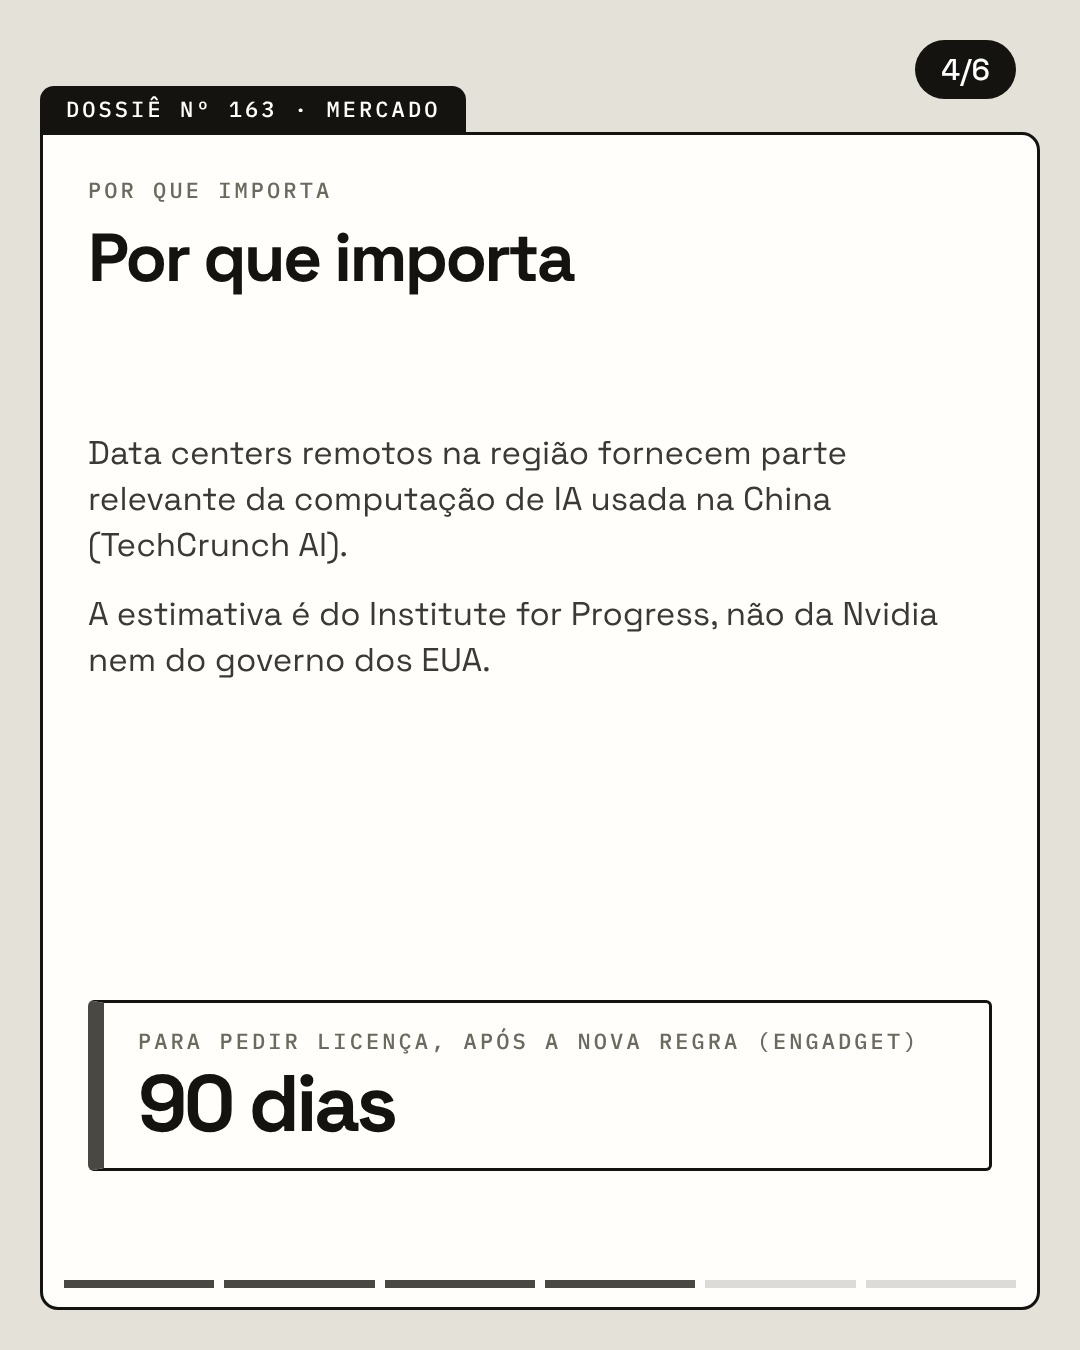 4/6
DOSSIÊ Nº 163 · MERCADO
POR QUE IMPORTA
Por que importa
Data centers remotos na região fornecem parte
relevante da computação de IA usada na China
(TechCrunch AI).
A estimativa é do Institute for Progress, não da Nvidia
nem do governo dos EUA.
PARA PEDIR LICENÇA, APÓS A NOVA REGRA (ENGADGET)
90 dias